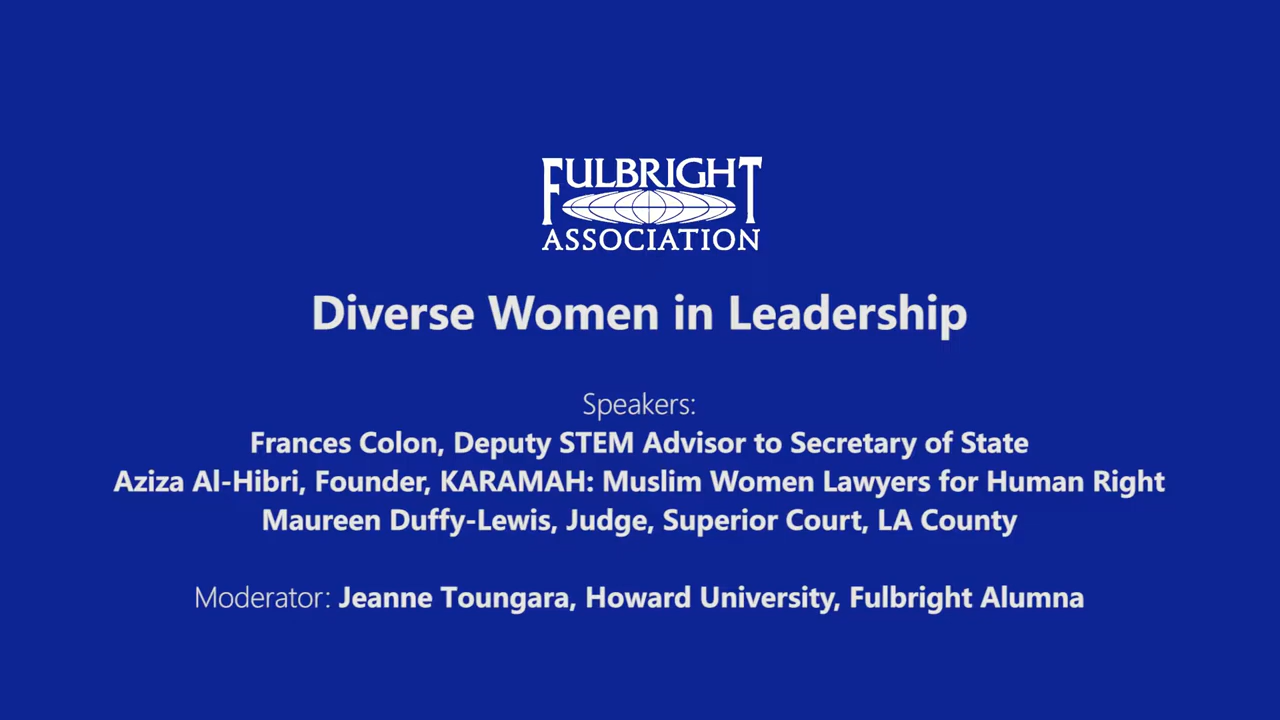 FULBRIGHT
ASSOCIATION
Diverse Women in Leadership
Speakers:
Frances Colon, Deputy STEM Advisor to Secretary of State
Aziza Al-Hibri, Founder, KARAMAH: Muslim Women Lawyers for Human Right
Maureen Duffy-Lewis, Judge, Superior Court, LA County
Moderator: Jeanne Toungara, Howard University, Fulbright Alumna